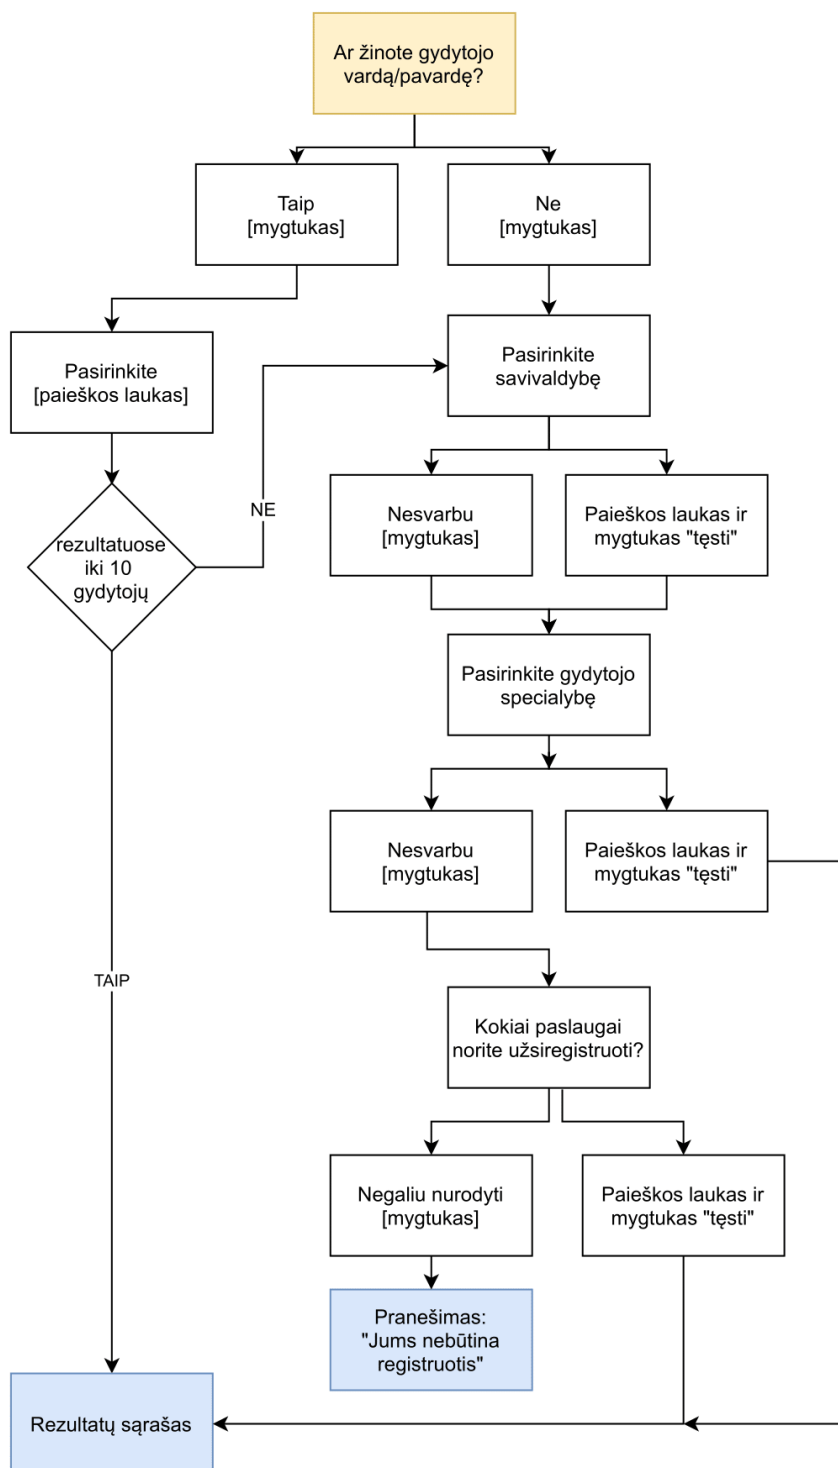 Ar žinote gydytojo
vardą/pavardę?
Taip
[mygtukas]
Ne
[mygtukas]
Pasirinkite
[paieškos laukas]
Pasirinkite
savivaldybę
NE
rezultatuose
iki 10
gydytojų
Nesvarbu
[mygtukas]
Paieškos laukas ir
mygtukas "tęsti"
Pasirinkite gydytojo
specialybę
Nesvarbu
[mygtukas]
Paieškos laukas ir
mygtukas "tęsti"
TAIP
Kokiai paslaugai
norite užsiregistruoti?
Negaliu nurodyti
[mygtukas]
Paieškos laukas ir
mygtukas "tęsti"
Pranešimas:
"Jums nebūtina
registruotis"
Rezultatų sąrašas